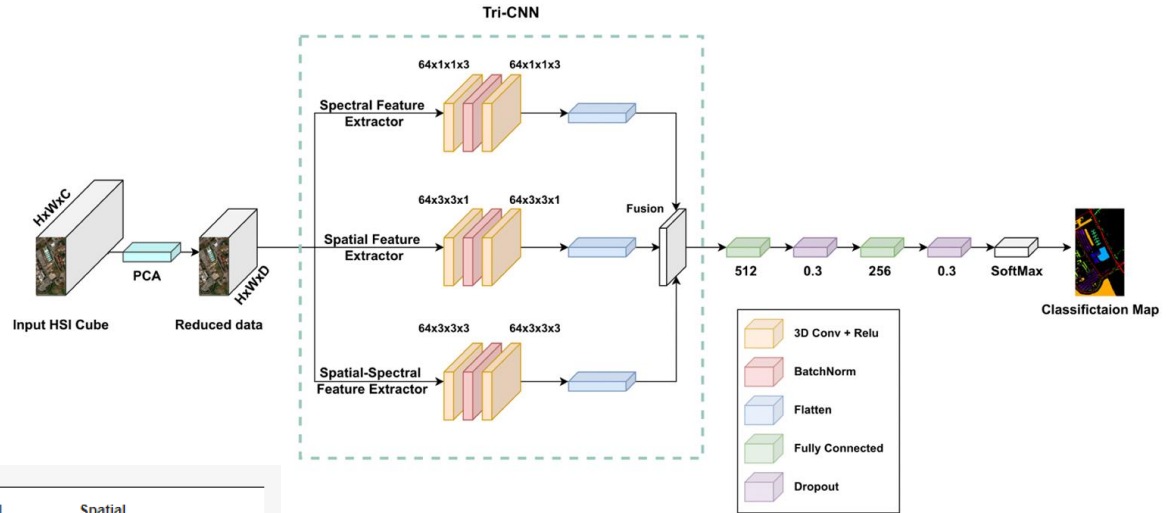 Tri-CNN
64x1x1x3
64x1x1x3
Spectral Feature
Extractor
HxWxC
64x3x3x1
64x3x3x1
Fusion
Spatial Feature
Extractor
PCA
HxWxD
512
0.3
256
0.3
SoftMax
Input HSI Cube
Reduced data
Classifictaion Map
64x3x3x3
64x3x3x3
Spatial-Spectral
Feature Extractor
3D Conv + Relu
BatchNorm
Flatten
Fully Connected
Dropout
Spatial